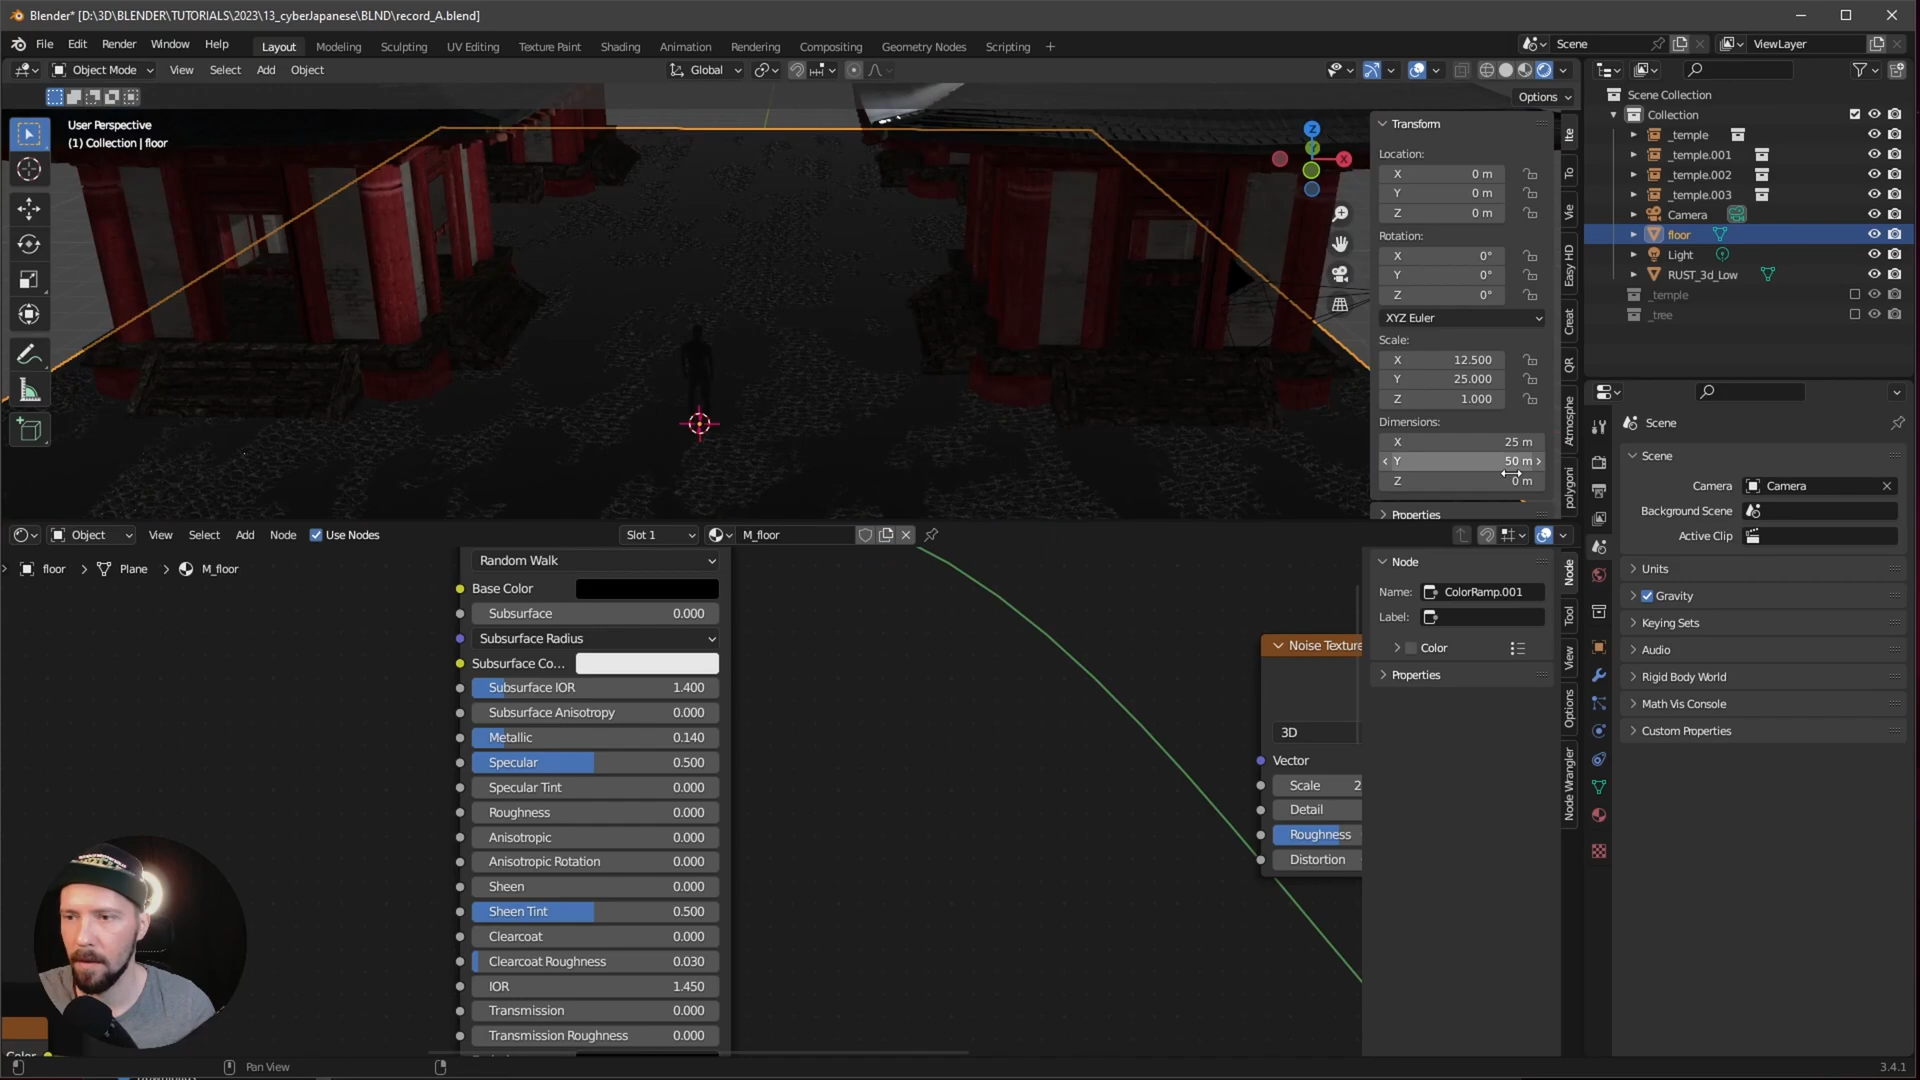 Blender* [D:\3D\BLENDER\TUTORIALS\2023\13_cyberJapanese\BLND\record_A.blend]
File Edit Render Window Help Layout Modeling Sculpting UV Editing Texture Paint Shading Animation Rendering Compositing Geometry Nodes Scripting + Scene ViewLayer
Object Mode View Select Add Object Global
Options
User Perspective
(1) Collection | floor
Transform
Location:
X 0 m
Y 0 m
Z 0 m
Rotation:
X 0°
Y 0°
Z 0°
XYZ Euler
Scale:
X 12.500
Y 25.000
Z 1.000
Dimensions:
X 25 m
Y 50 m
Z 0 m
Properties
Z
X
Ite
To
Vie
Easy HD
Creat
QR
Atmosphe
polygoni
Scene Collection
Collection
_temple
_temple.001
_temple.002
_temple.003
Camera
floor
Light
RUST_3d_Low
_temple
_tree
Scene
Scene
Camera Camera
Background Scene
Active Clip
Units
Gravity
Keying Sets
Audio
Rigid Body World
Math Vis Console
Custom Properties
Object View Select Add Node Use Nodes Slot 1 M_floor
floor > Plane > M_floor
Random Walk
Base Color
Subsurface 0.000
Subsurface Radius
Subsurface Co...
Subsurface IOR 1.400
Subsurface Anisotropy 0.000
Metallic 0.140
Specular 0.500
Specular Tint 0.000
Roughness 0.000
Anisotropic 0.000
Anisotropic Rotation 0.000
Sheen 0.000
Sheen Tint 0.500
Clearcoat 0.000
Clearcoat Roughness 0.030
IOR 1.450
Transmission 0.000
Transmission Roughness 0.000
Noise Texture
3D
Vector
Scale 2
Detail
Roughness
Distortion
Node
Name: ColorRamp.001
Label:
Color
Properties
Node
Tool
View
Options
Node Wrangler
Pan View
3.4.1